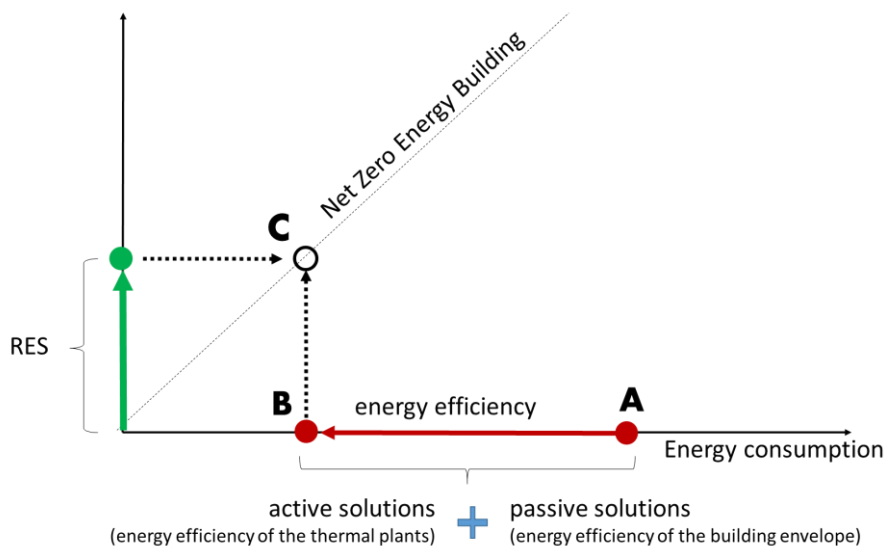 Net Zero Energy Building
C
RES
B
energy efficiency
A
Energy consumption
active solutions
(energy efficiency of the thermal plants)
+
passive solutions
(energy efficiency of the building envelope)